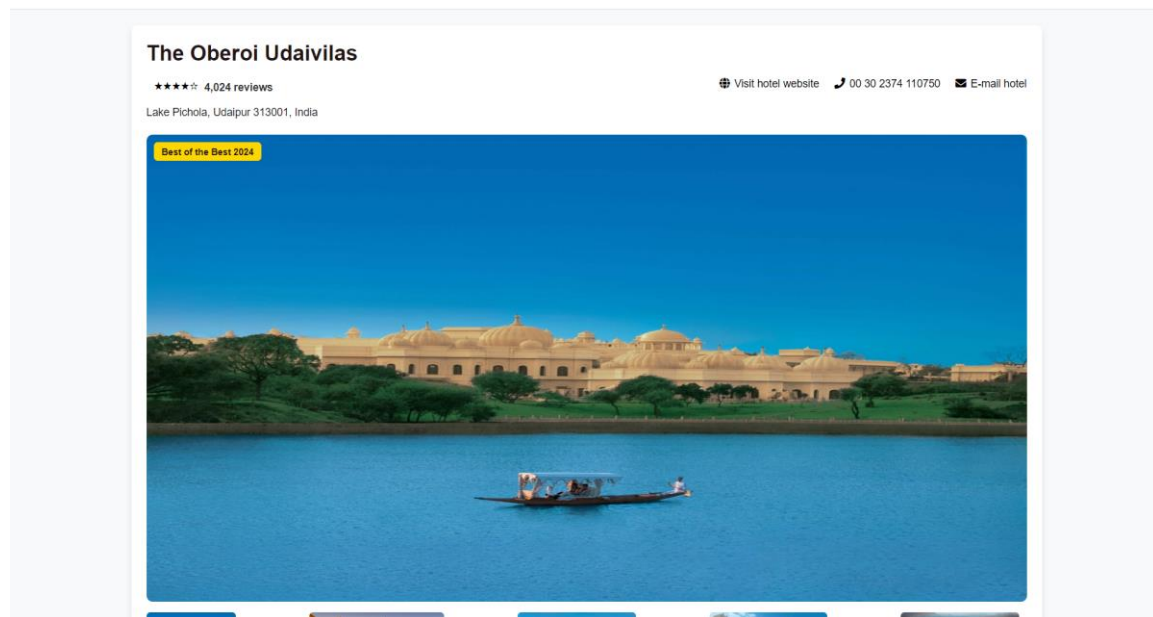 The Oberoi Udaivilas
★★★★☆ 4,024 reviews
Visit hotel website 00 30 2374 110750 E-mail hotel
Lake Pichola, Udaipur 313001, India
Best of the Best 2024